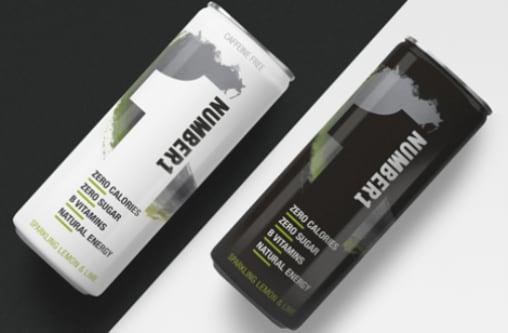 CAFFEINE FREE
NUMBER1
ZERO CALORIES
ZERO SUGAR
B VITAMINS
NATURAL ENERGY
SPARKLING LEMON & LIME
NUMBER1
ZERO CALORIES
ZERO SUGAR
B VITAMINS
NATURAL ENERGY
SPARKLING LEMON & LIME